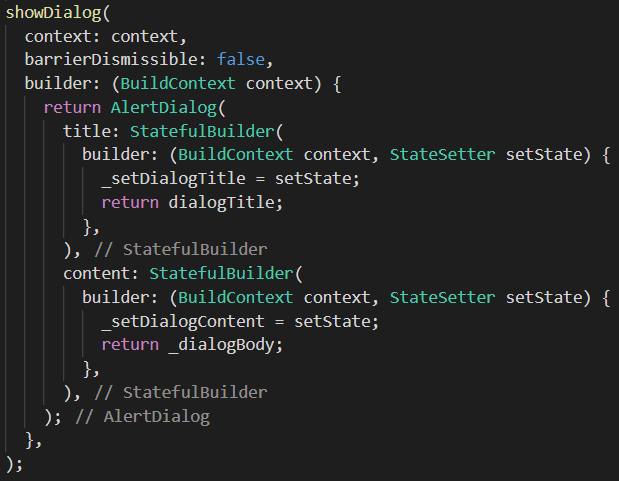 showDialog(
  context: context,
  barrierDismissible: false,
  builder: (BuildContext context) {
    return AlertDialog(
      title: StatefulBuilder(
        builder: (BuildContext context, StateSetter setState) {
          _setDialogTitle = setState;
          return dialogTitle;
        },
      ), // StatefulBuilder
      content: StatefulBuilder(
        builder: (BuildContext context, StateSetter setState) {
          _setDialogContent = setState;
          return _dialogBody;
        },
      ), // StatefulBuilder
    ); // AlertDialog
  },
);